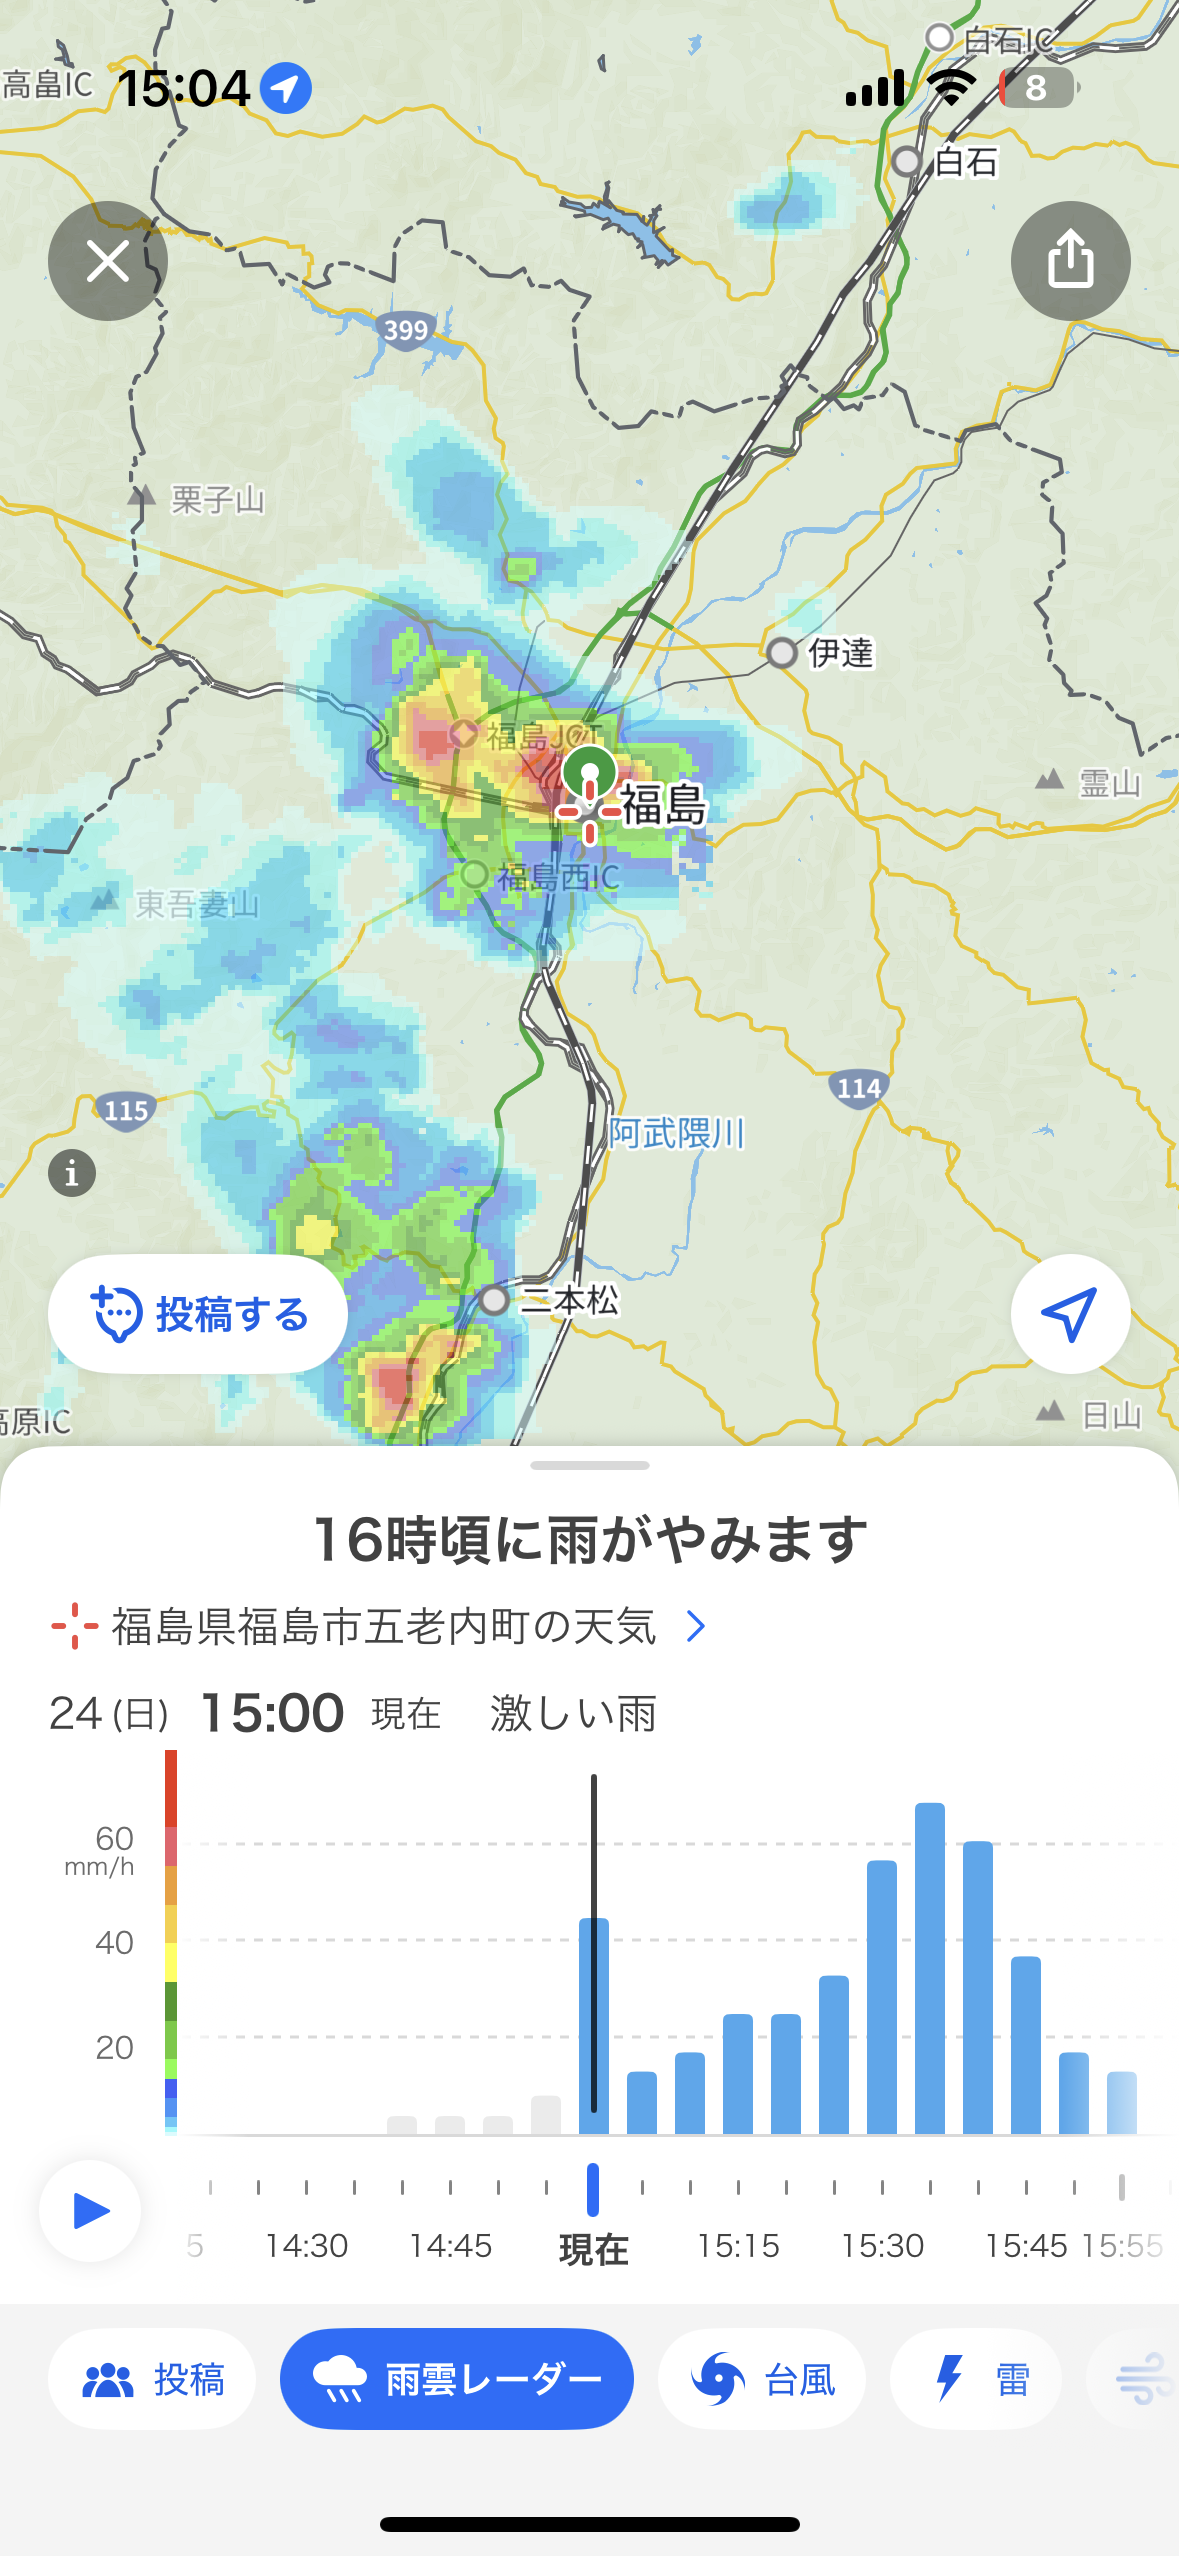 白石IC
高畠IC
15:04
8
白石
399
栗子山
伊達
福島JCT
霊山
福島
福島西IC
東吾妻山
114
115
阿武隈川
i
投稿する
二本松
高原IC
日山
16時頃に雨がやみます
福島県福島市五老内町の天気
24 (日) 15:00 現在 激しい雨
60
mm/h
40
20
5 14:30 14:45 現在 15:15 15:30 15:45 15:55
投稿 雨雲レーダー 台風 雷